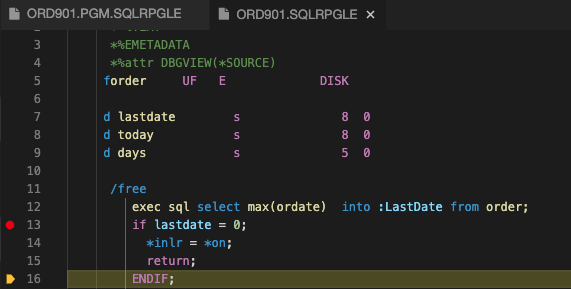 ORD901.PGM.SQLRPGLE ORD901.SQLRPGLE ×
3 *%EMETADATA
4 *%attr DBGVIEW(*SOURCE)
5 forder UF E DISK
6
7 d lastdate s 8 0
8 d today s 8 0
9 d days s 5 0
10
11 /free
12 exec sql select max(ordate) into :LastDate from order;
13 if lastdate = 0;
14 *inlr = *on;
15 return;
16 ENDIF;